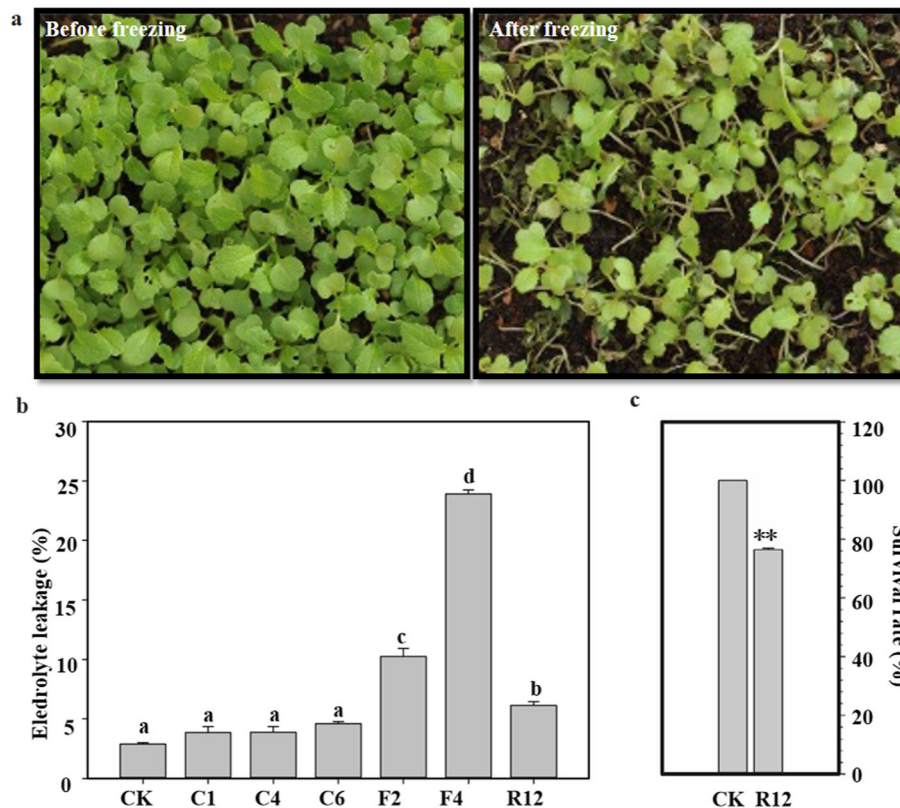 a
Before freezing
After freezing
b
30
25
20
15
10
5
0
Eledrolyte leakage (%)
a
a
a
a
c
d
b
CK C1 C4 C6 F2 F4 R12
c
120
100
80
60
40
20
0
**
CK R12
(%)